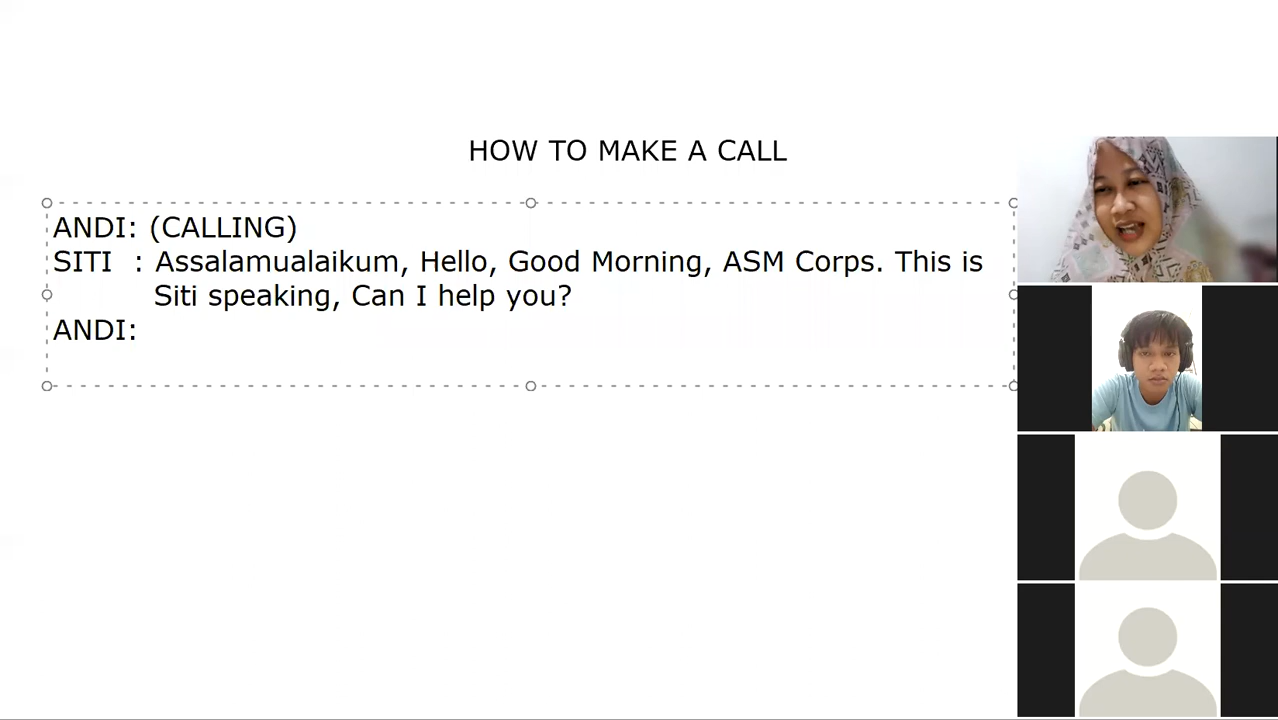 HOW TO MAKE A CALL
ANDI: (CALLING)
SITI : Assalamualaikum, Hello, Good Morning, ASM Corps. This is
Siti speaking, Can I help you?
ANDI: